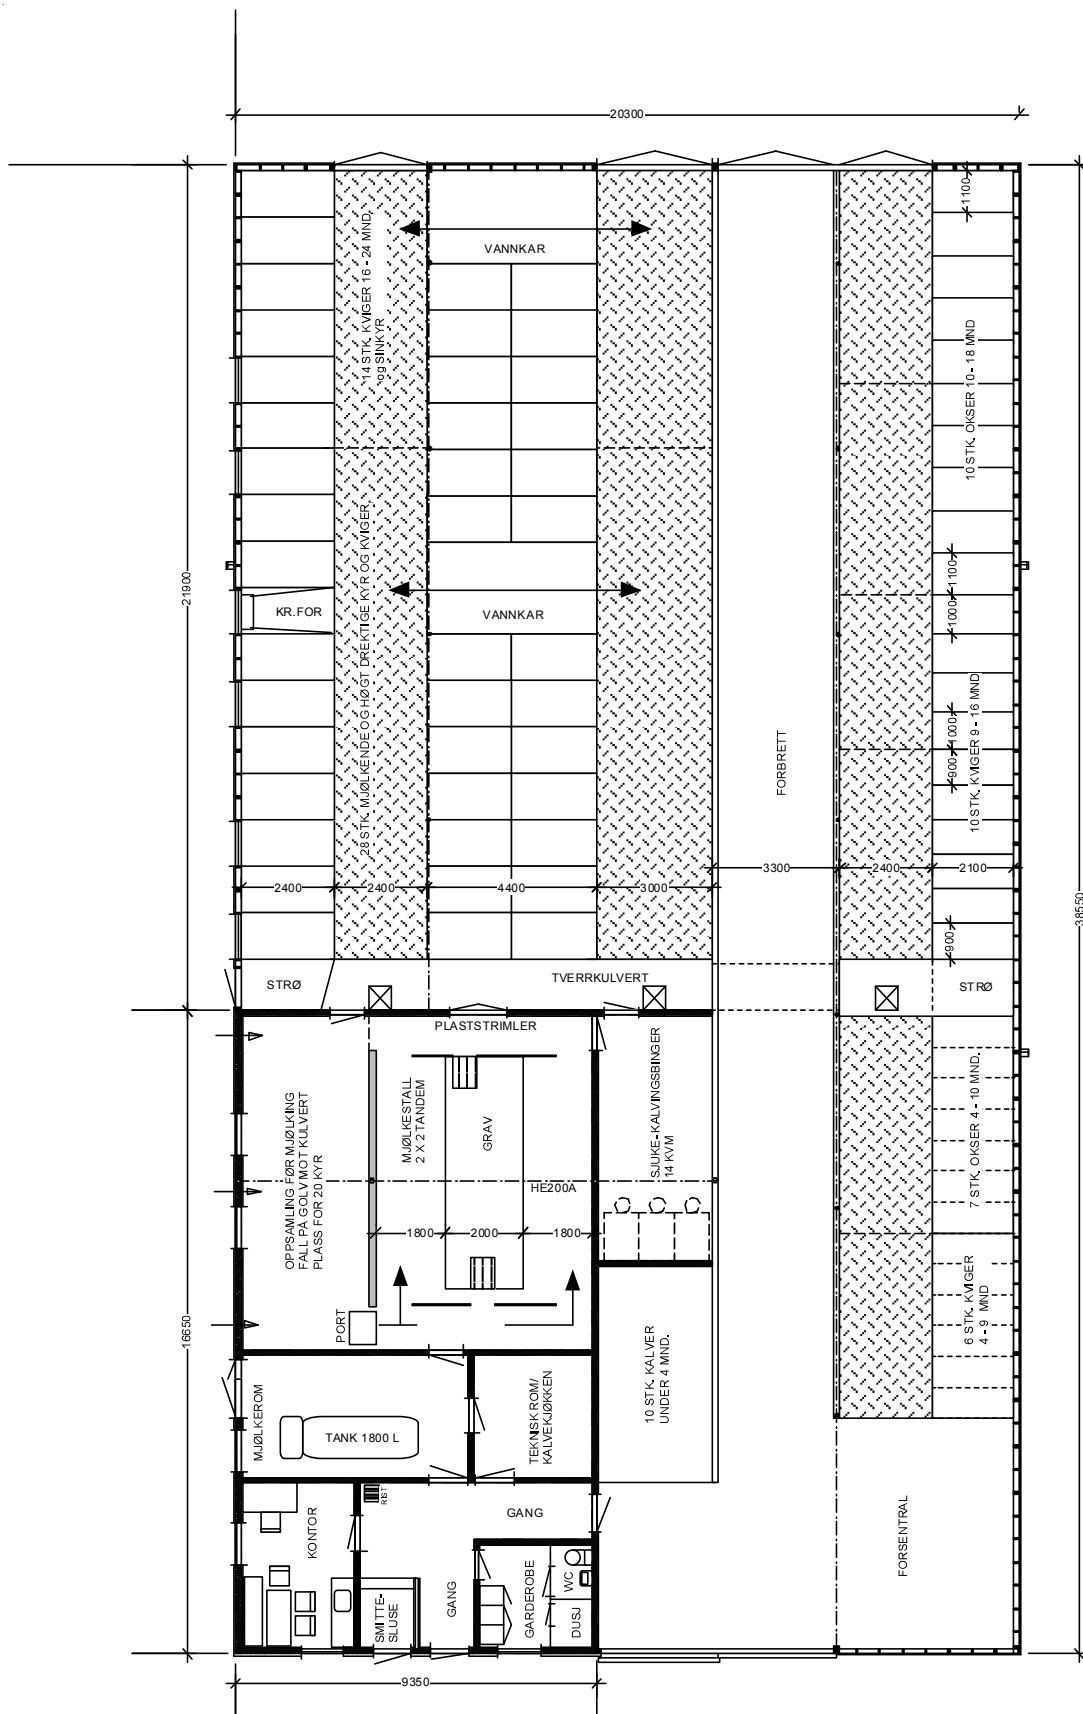 20300
1100
14 STK. KVIGER 16 - 24 MND.
og SINKYR
VANNKAR
10 STK. OKSER 10 - 18 MND
21900
28 STK. MJØLKENDE OG HØGT DREKTIGE KYR OG KVIGER
KR.FOR
VANNKAR
1100
1000
FORBRETT
10 STK. KVIGER 9 - 16 MND
1000
900
2400
2400
4400
3000
3300
2400
2100
38550
900
STRØ
TVERRKULVERT
STRØ
PLASTSTRIMLER
OPPSAMLING FØR MJØLKING
FALL PÅ GOLV MOT KULVERT
PLASS FOR 20 KYR
MJØLKESTALL
2 X 2 TANDEM
GRAV
SJUKE-KALVINGSBINGER
14 KVM
7 STK. OKSER 4 - 10 MND.
HE200A
1800
2000
1800
16650
PORT
6 STK. KVIGER
4 - 9 MND
10 STK. KALVER
UNDER 4 MND.
MJØLKEROM
TANK 1800 L
TEKNISK ROM/
KALVEKJØKKEN
RIST
GANG
KONTOR
FORSENTRAL
SMITTE-
SLUSE
GANG
GARDEROBE
WC
DUSJ
9350